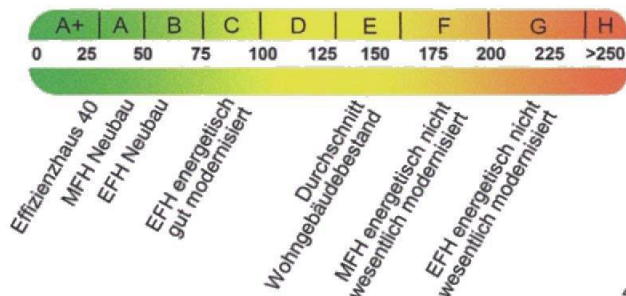 A+ A B C D E F G H
0 25 50 75 100 125 150 175 200 225 >250
Effizienzhaus 40
MFH Neubau
EFH Neubau
EFH energetisch
gut modernisiert
Durchschnitt
Wohngebäudebestand
MFH energetisch nicht
wesentlich modernisiert
EFH energetisch nicht
wesentlich modernisiert